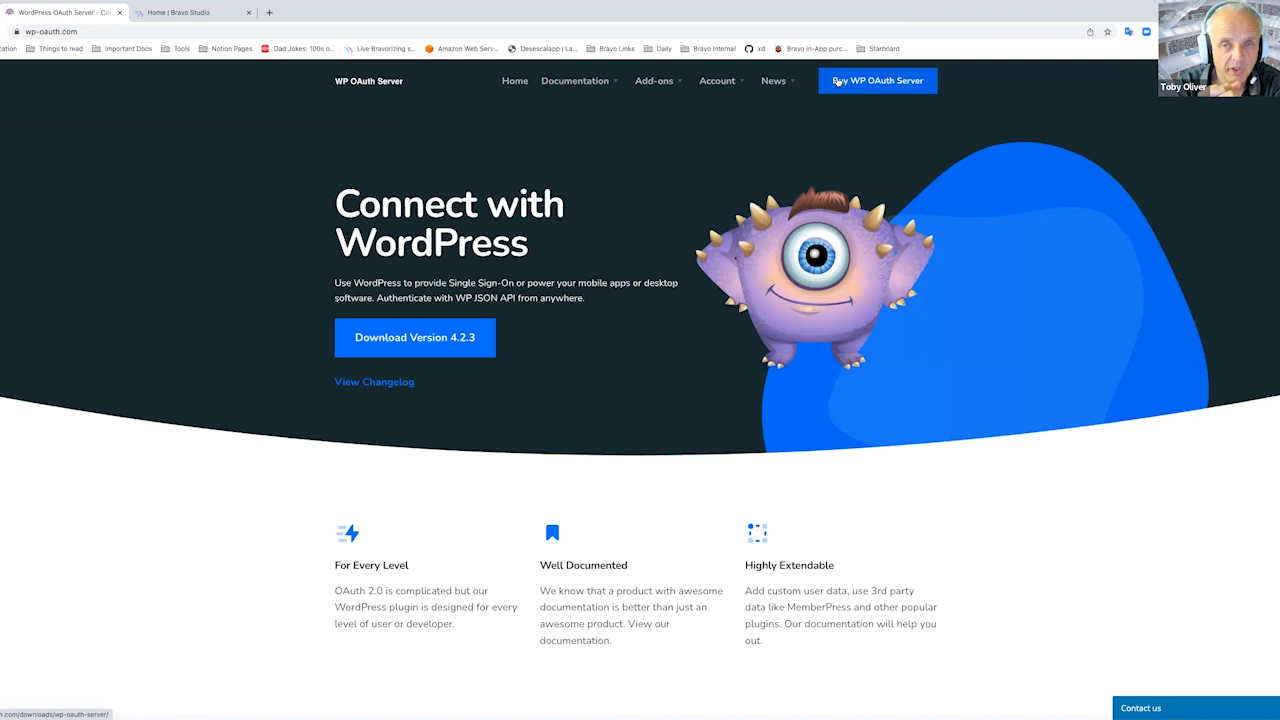 WordPress OAuth Server - Co
Home | Bravo Studio
wp-oauth.com
cation
Things to read
Important Docs
Tools
Notion Pages
Dad Jokes: 100s o...
Live Bravorizing s...
Amazon Web Serv...
Desescalapp | La...
Bravo Links
Daily
Bravo Internal
xd
Bravo In-App purc...
Starboard
Toby Oliver
WP OAuth Server
Home
Documentation
Add-ons
Account
News
Buy WP OAuth Server
Connect with
WordPress
Use WordPress to provide Single Sign-On or power your mobile apps or desktop
software. Authenticate with WP JSON API from anywhere.
Download Version 4.2.3
View Changelog
For Every Level
OAuth 2.0 is complicated but our
WordPress plugin is designed for every
level of user or developer.
Well Documented
We know that a product with awesome
documentation is better than just an
awesome product. View our
documentation.
Highly Extendable
Add custom user data, use 3rd party
data like MemberPress and other popular
plugins. Our documentation will help you
out.
h.com/downloads/wp-oauth-server/
Contact us